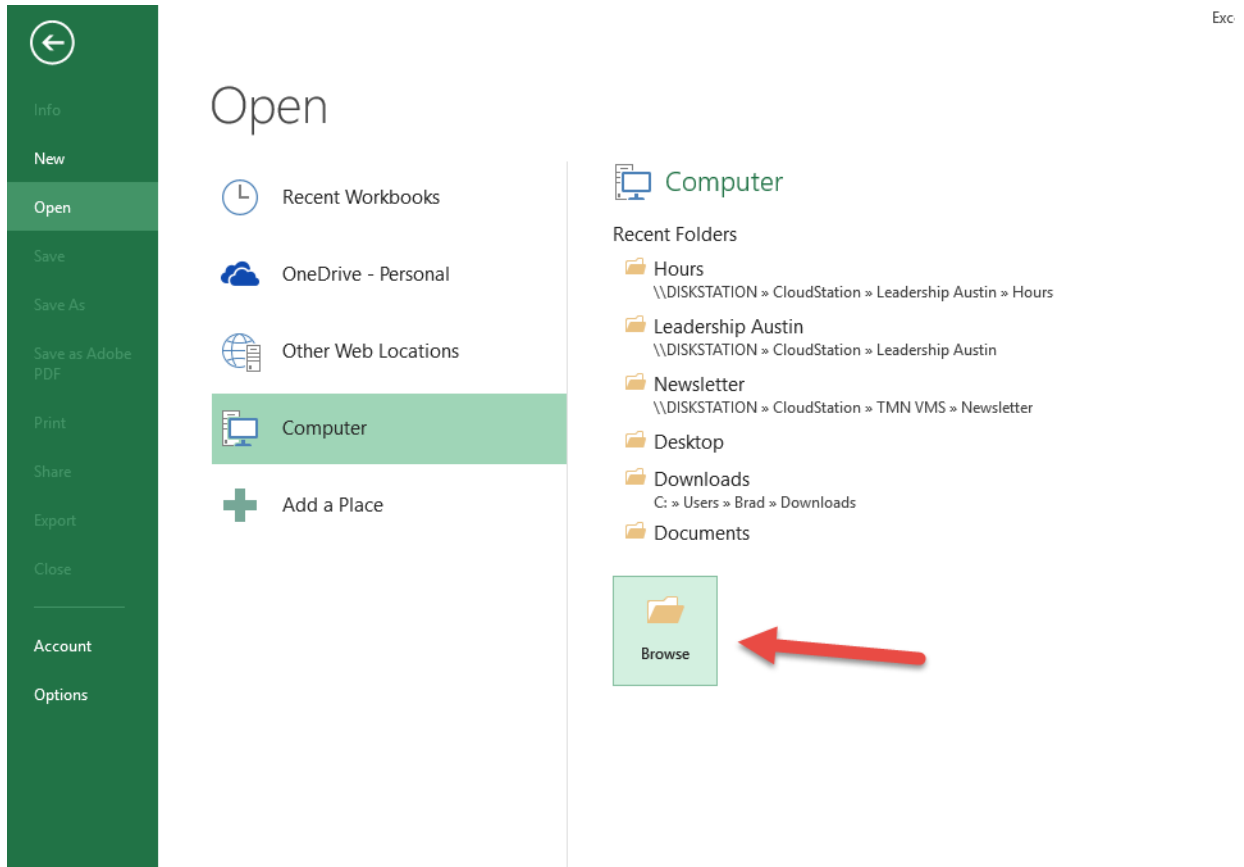 Exc
Info
New
Open
Save
Save As
Save as Adobe
PDF
Print
Share
Export
Close
Account
Options
Open
Recent Workbooks
OneDrive - Personal
Other Web Locations
Computer
Add a Place
Computer
Recent Folders
Hours
\\DISKSTATION » CloudStation » Leadership Austin » Hours
Leadership Austin
\\DISKSTATION » CloudStation » Leadership Austin
Newsletter
\\DISKSTATION » CloudStation » TMN VMS » Newsletter
Desktop
Downloads
C: » Users » Brad » Downloads
Documents
Browse